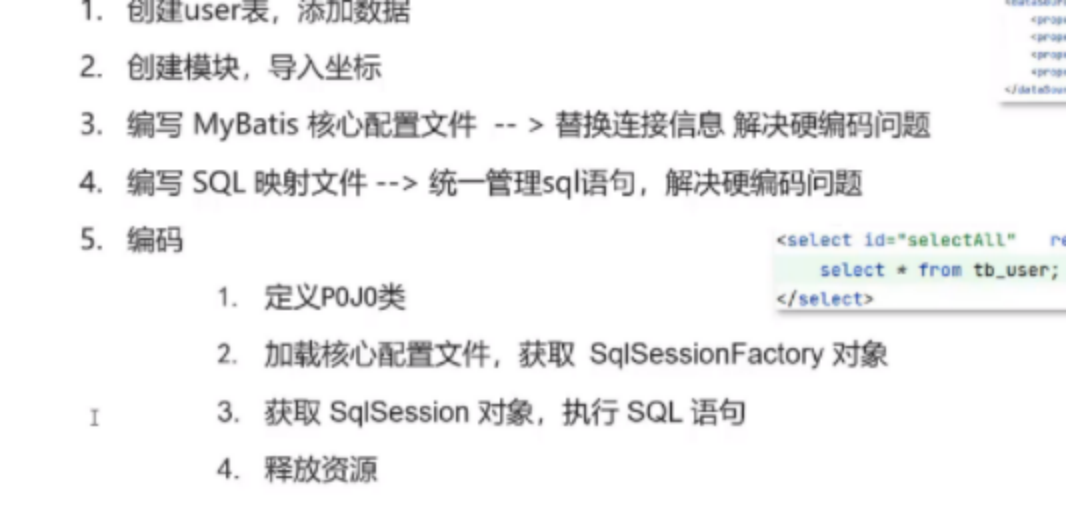 1. 创建user表，添加数据
2. 创建模块，导入坐标
3. 编写 MyBatis 核心配置文件 -- > 替换连接信息 解决硬编码问题
4. 编写 SQL 映射文件 --> 统一管理sql语句，解决硬编码问题
5. 编码
1. 定义POJO类
2. 加载核心配置文件，获取 SqlSessionFactory 对象
3. 获取 SqlSession 对象，执行 SQL 语句
4. 释放资源
<prope
<prope
<prope
<prope
</dataSour
<select id="selectAll" re
select * from tb_user;
</select>